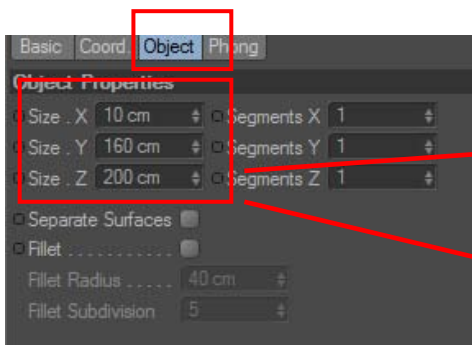 Basic Coord. Object Phong
Object Properties
Size . X 10 cm Segments X 1
Size . Y 160 cm Segments Y 1
Size . Z 200 cm Segments Z 1
Separate Surfaces
Fillet . . . . . . . . . . .
Fillet Radius . . . . . 40 cm
Fillet Subdivision 5